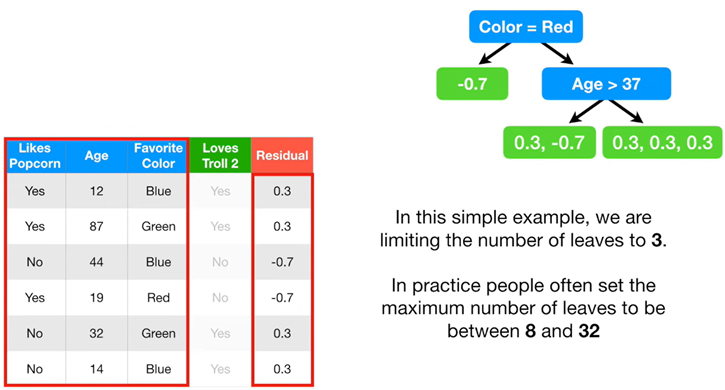 Color = Red
-0.7
Age > 37
0.3, -0.7
0.3, 0.3, 0.3
Likes Popcorn Age Favorite Color Loves Troll 2 Residual
Yes 12 Blue Yes 0.3
Yes 87 Green Yes 0.3
No 44 Blue No -0.7
Yes 19 Red No -0.7
No 32 Green Yes 0.3
No 14 Blue Yes 0.3
In this simple example, we are
limiting the number of leaves to 3.
In practice people often set the
maximum number of leaves to be
between 8 and 32